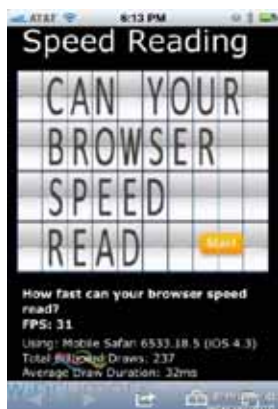 AT&T 6:13 PM
Speed Reading
CAN YOUR
BROWSER
SPEED
READ
Start
How fast can your browser speed
read?
FPS: 31
Using: Mobile Safari 6533.18.5 (iOS 4.3)
Total Billboard Draws: 237
Average Draw Duration: 32ms